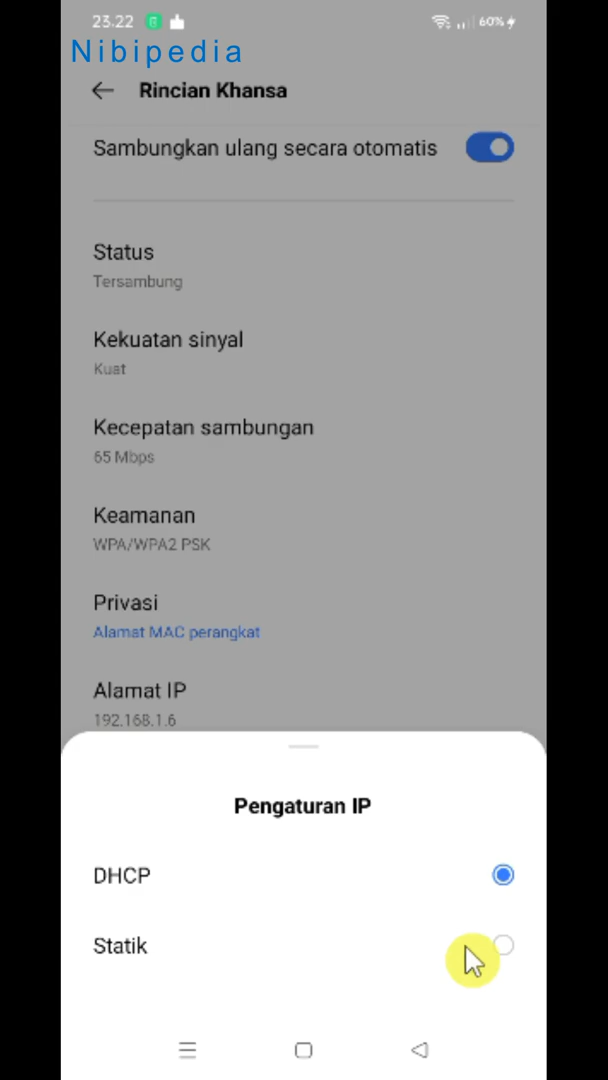 23.22
60%
Nibipedia
Rincian Khansa
Sambungkan ulang secara otomatis
Status
Tersambung
Kekuatan sinyal
Kuat
Kecepatan sambungan
65 Mbps
Keamanan
WPA/WPA2 PSK
Privasi
Alamat MAC perangkat
Alamat IP
192.168.1.6
Pengaturan IP
DHCP
Statik